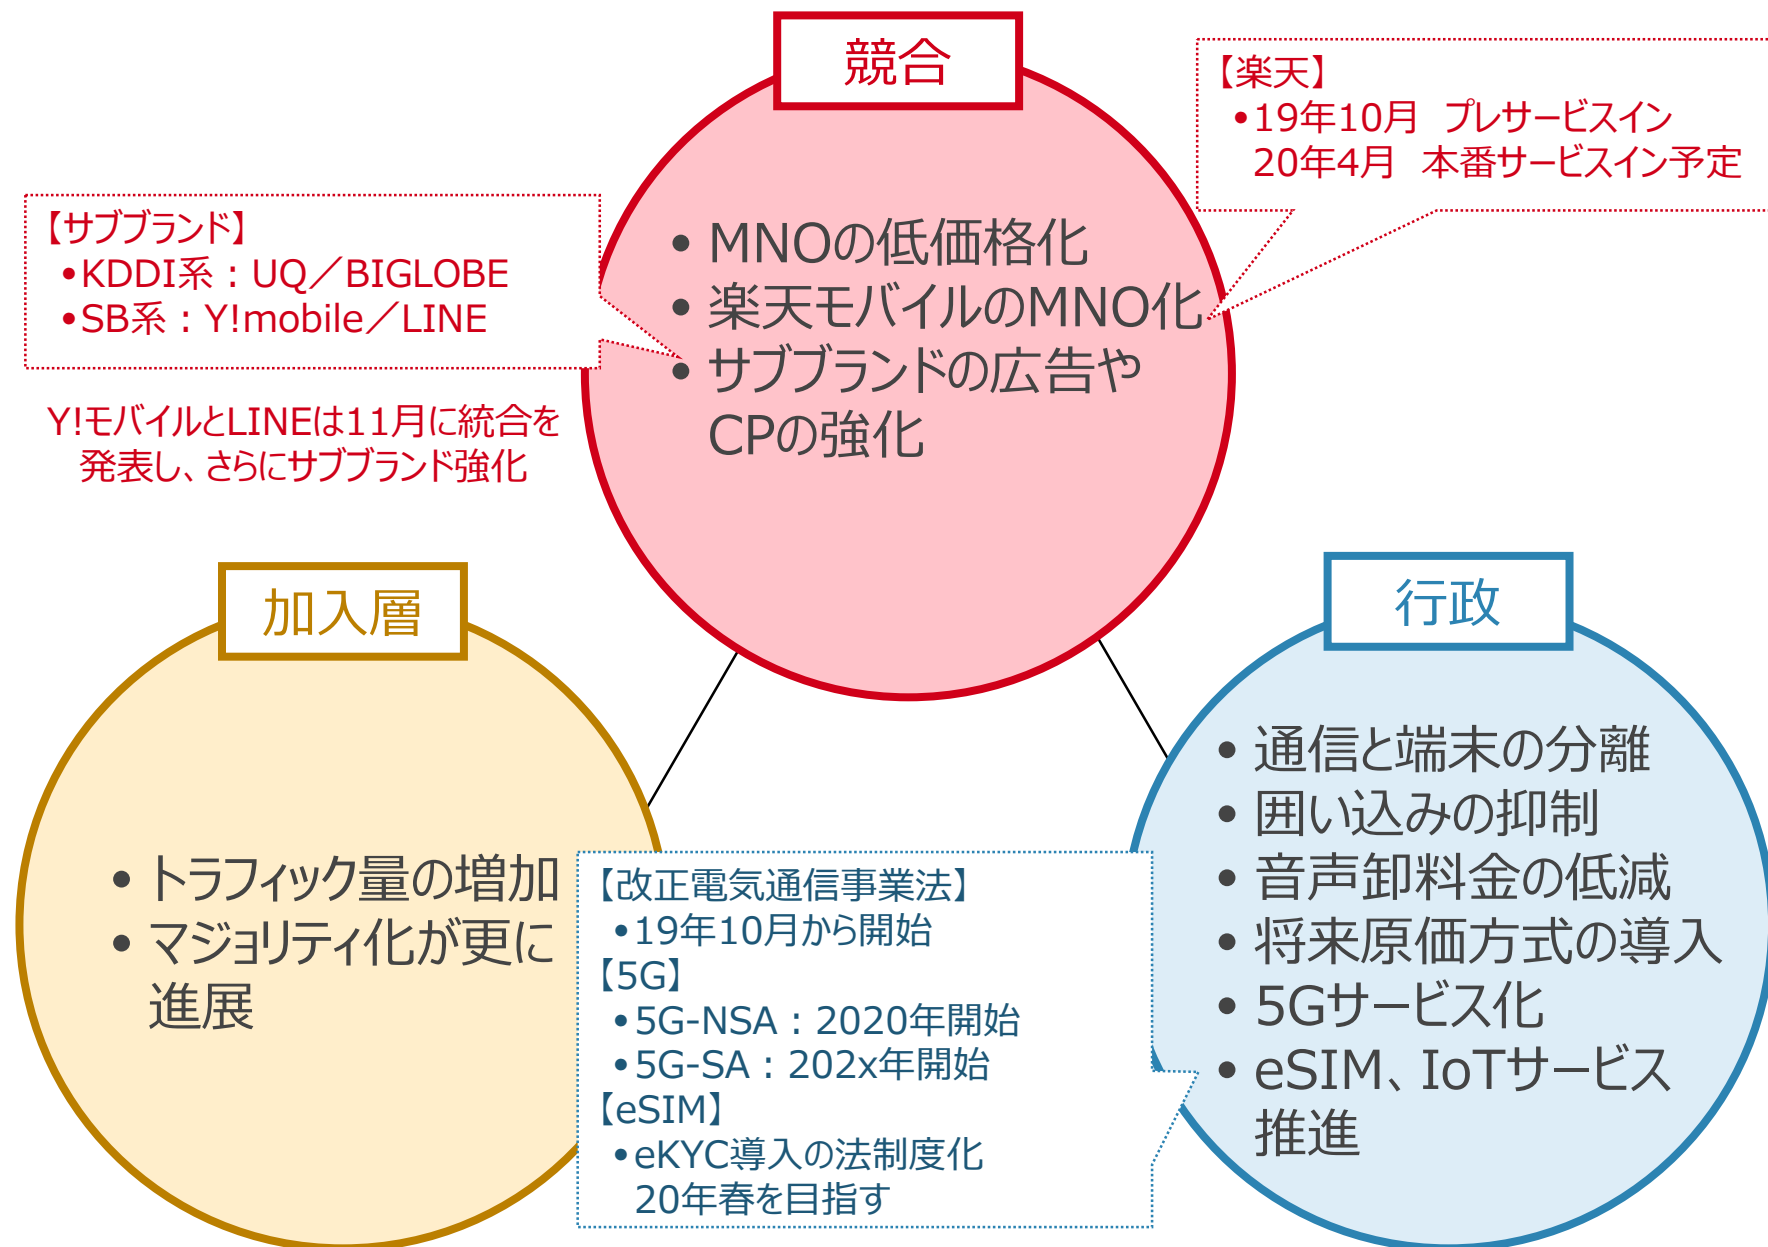 競合
【楽天】
•19年10月　プレサービスイン
20年4月　本番サービスイン予定
【サブブランド】
•KDDI系：UQ／BIGLOBE
•SB系：Y!mobile／LINE
Y!モバイルとLINEは11月に統合を
発表し、さらにサブブランド強化
• MNOの低価格化
• 楽天モバイルのMNO化
• サブブランドの広告や
CPの強化
加入層
• トラフィック量の増加
• マジョリティ化が更に
進展
行政
• 通信と端末の分離
• 囲い込みの抑制
• 音声卸料金の低減
• 将来原価方式の導入
• 5Gサービス化
• eSIM、IoTサービス
推進
【改正電気通信事業法】
•19年10月から開始
【5G】
•5G-NSA：2020年開始
•5G-SA：202x年開始
【eSIM】
•eKYC導入の法制度化
20年春を目指す